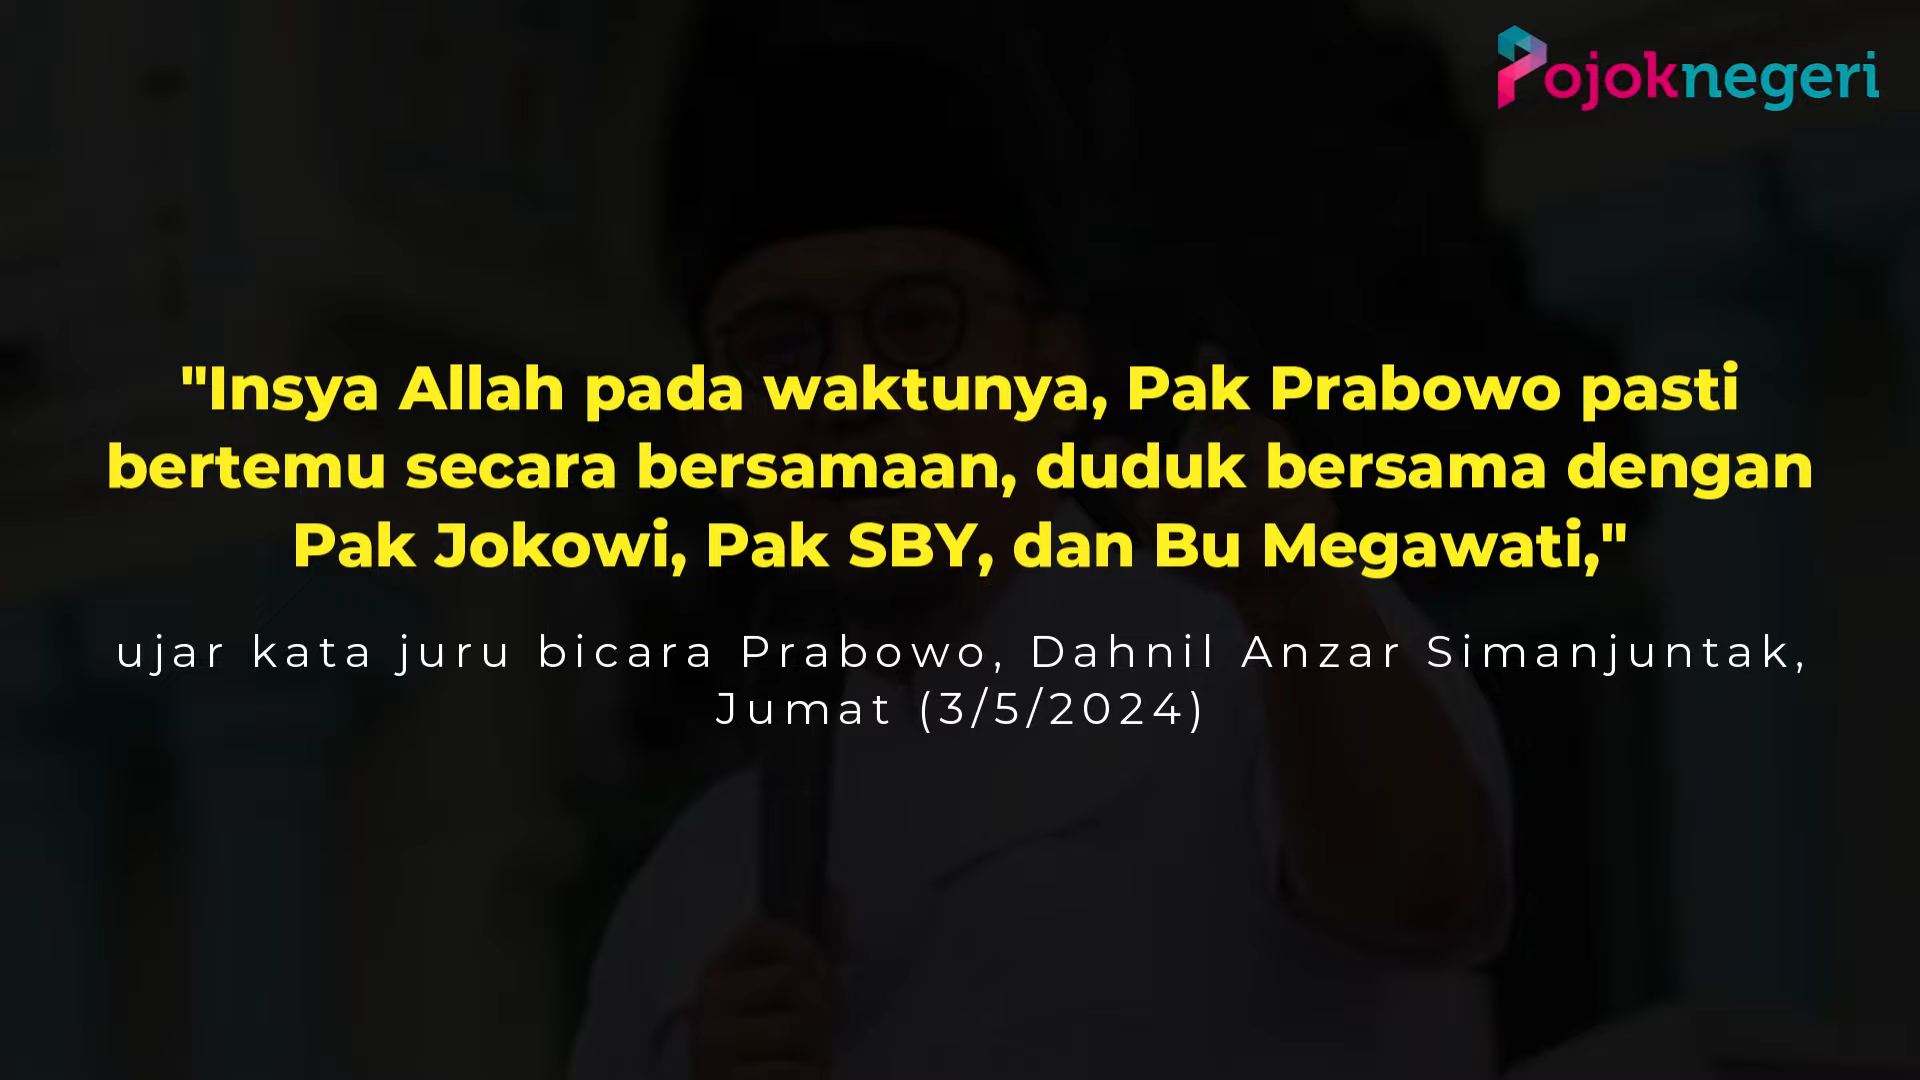 Pojoknegeri
"Insya Allah pada waktunya, Pak Prabowo pasti
bertemu secara bersamaan, duduk bersama dengan
Pak Jokowi, Pak SBY, dan Bu Megawati,"
ujar kata juru bicara Prabowo, Dahnil Anzar Simanjuntak,
Jumat (3/5/2024)